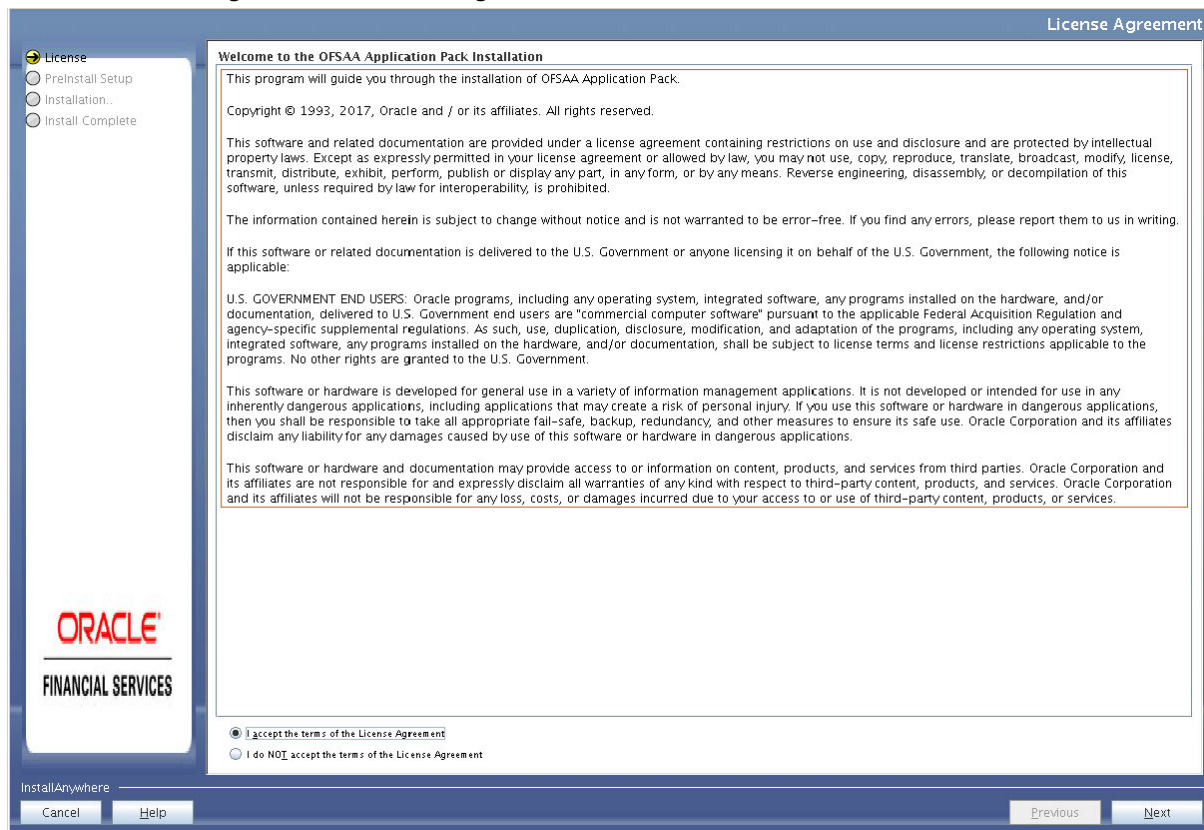 License Agreement
License
PreInstall Setup
Installation..
Install Complete
Welcome to the OFSAA Application Pack Installation
This program will guide you through the installation of OFSAA Application Pack.
Copyright © 1993, 2017, Oracle and / or its affiliates. All rights reserved.
This software and related documentation are provided under a license agreement containing restrictions on use and disclosure and are protected by intellectual
property laws. Except as expressly permitted in your license agreement or allowed by law, you may not use, copy, reproduce, translate, broadcast, modify, license,
transmit, distribute, exhibit, perform, publish or display any part, in any form, or by any means. Reverse engineering, disassembly, or decompilation of this
software, unless required by law for interoperability, is prohibited.
The information contained herein is subject to change without notice and is not warranted to be error-free. If you find any errors, please report them to us in writing.
If this software or related documentation is delivered to the U.S. Government or anyone licensing it on behalf of the U.S. Government, the following notice is
applicable:
U.S. GOVERNMENT END USERS: Oracle programs, including any operating system, integrated software, any programs installed on the hardware, and/or
documentation, delivered to U.S. Government end users are "commercial computer software" pursuant to the applicable Federal Acquisition Regulation and
agency-specific supplemental regulations. As such, use, duplication, disclosure, modification, and adaptation of the programs, including any operating system,
integrated software, any programs installed on the hardware, and/or documentation, shall be subject to license terms and license restrictions applicable to the
programs. No other rights are granted to the U.S. Government.
This software or hardware is developed for general use in a variety of information management applications. It is not developed or intended for use in any
inherently dangerous applications, including applications that may create a risk of personal injury. If you use this software or hardware in dangerous applications,
then you shall be responsible to take all appropriate fail-safe, backup, redundancy, and other measures to ensure its safe use. Oracle Corporation and its affiliates
disclaim any liability for any damages caused by use of this software or hardware in dangerous applications.
This software or hardware and documentation may provide access to or information on content, products, and services from third parties. Oracle Corporation and
its affiliates are not responsible for and expressly disclaim all warranties of any kind with respect to third-party content, products, and services. Oracle Corporation
and its affiliates will not be responsible for any loss, costs, or damages incurred due to your access to or use of third-party content, products, or services.
ORACLE'
FINANCIAL SERVICES
I accept the terms of the License Agreement
I do NOT accept the terms of the License Agreement
InstallAnywhere
Cancel
Help
Previous
Next